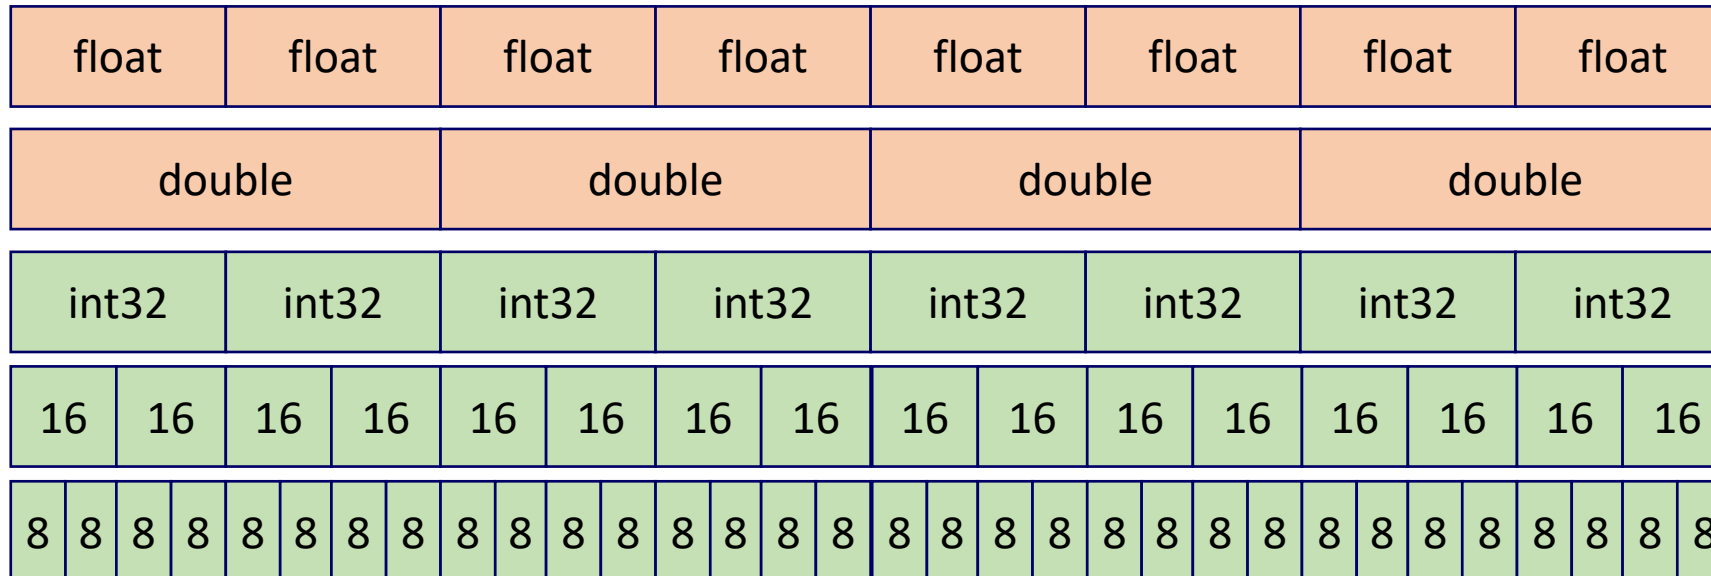 float float float float float float float float
double double double double
int32 int32 int32 int32 int32 int32 int32 int32
16 16 16 16 16 16 16 16 16 16 16 16 16 16 16 16
8 8 8 8 8 8 8 8 8 8 8 8 8 8 8 8 8 8 8 8 8 8 8 8 8 8 8 8 8 8 8 8